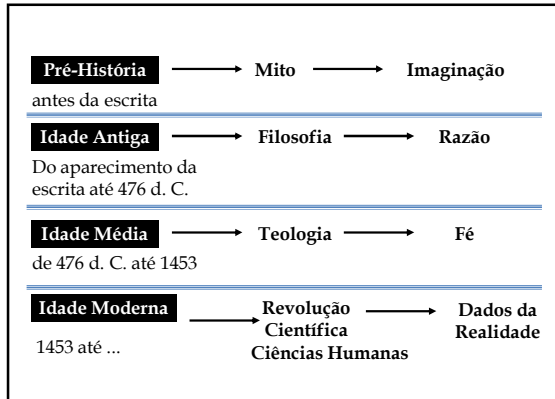 Pré-História Mito Imaginação
antes da escrita
Idade Antiga Filosofia Razão
Do aparecimento da
escrita até 476 d. C.
Idade Média Teologia Fé
de 476 d. C. até 1453
Idade Moderna
Revolução
Científica
Ciências Humanas
Dados da
Realidade
1453 até ...